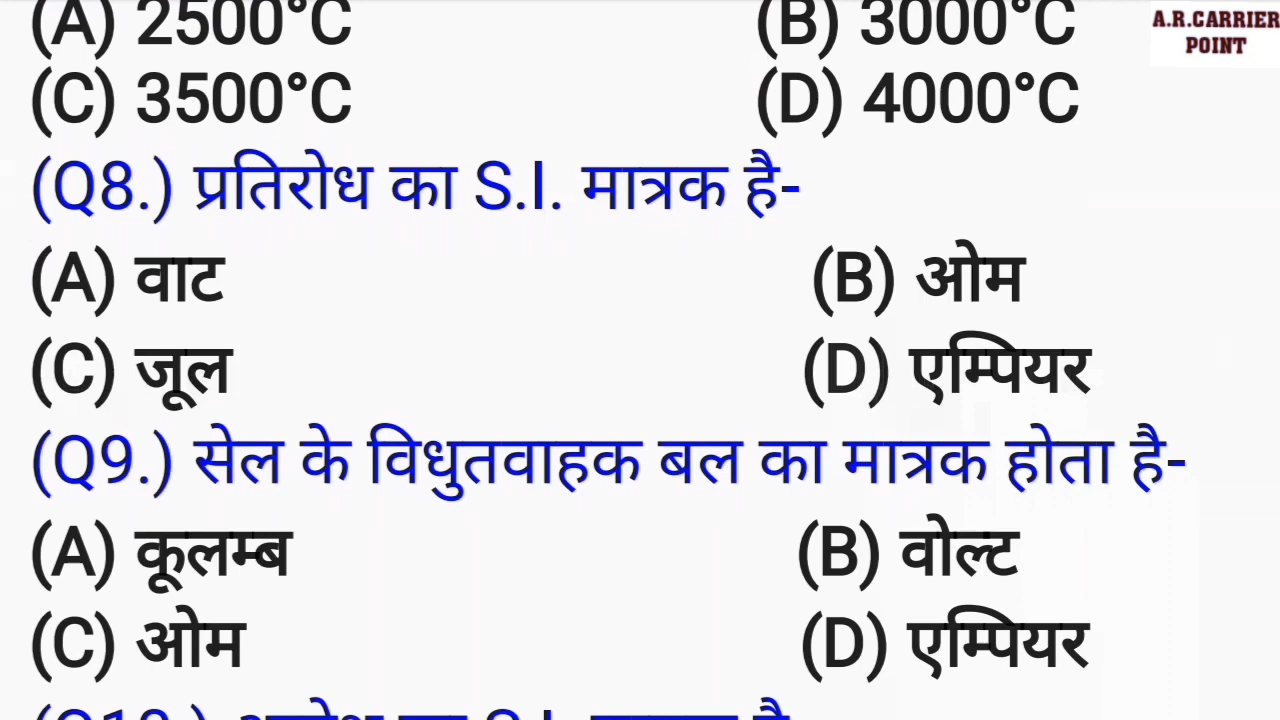 (A) 2500°C (B) 3000°C
A.R.CARRIER
POINT
(C) 3500°C (D) 4000°C
(Q8.) प्रतिरोध का S.I. मात्रक है-
(A) वाट (B) ओम
(C) जूल (D) एम्पियर
(Q9.) सेल के विधुतवाहक बल का मात्रक होता है-
(A) कूलम्ब (B) वोल्ट
(C) ओम (D) एम्पियर